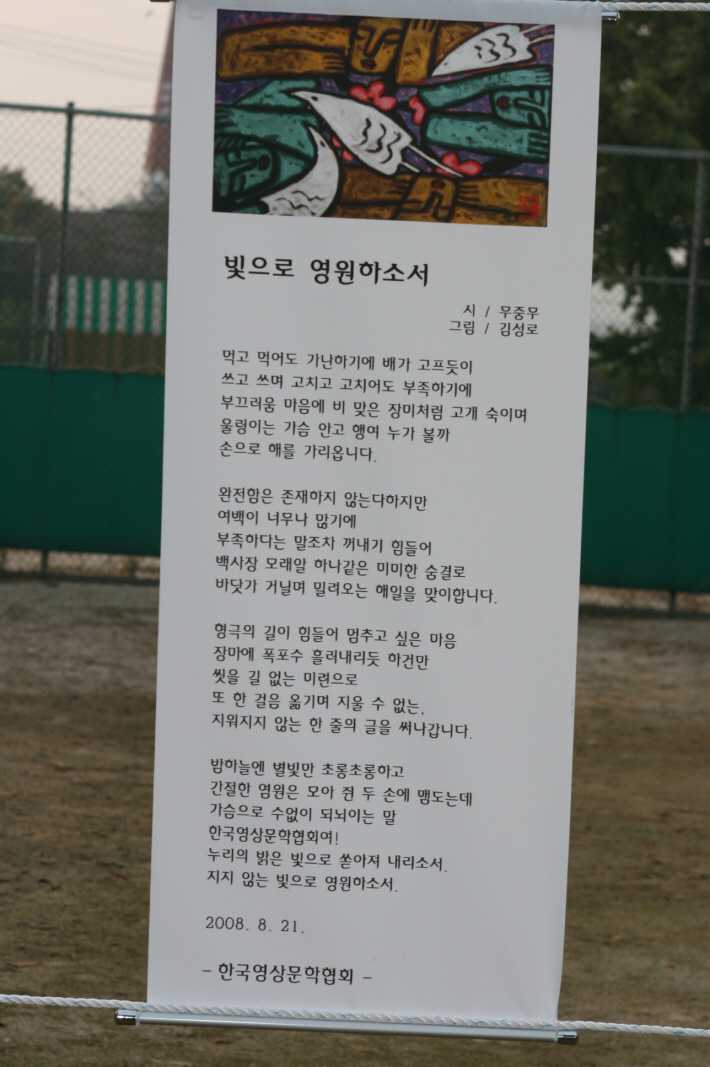 빛으로 영원하소서
시 / 우중무
그림 / 김성로
먹고 먹어도 가난하기에 배가 고프듯이
쓰고 쓰며 고치고 고치어도 부족하기에
부끄러움 마음에 비 맞은 장미처럼 고개 숙이며
울렁이는 가슴 안고 행여 누가 볼까
손으로 해를 가리옵니다.
완전함은 존재하지 않는다하지만
여백이 너무나 많기에
부족하다는 말조차 꺼내기 힘들어
백사장 모래알 하나같은 미미한 숨결로
바닷가 거닐며 밀려오는 해일을 맞이합니다.
형극의 길이 힘들어 멈추고 싶은 마음
장마에 폭포수 흘러내리듯 하건만
씻을 길 없는 미련으로
또 한 걸음 옮기며 지울 수 없는,
지워지지 않는 한 줄의 글을 써나갑니다.
밤하늘엔 별빛만 초롱초롱하고
간절한 염원은 모아 쥔 두 손에 맴도는데
가슴으로 수없이 되뇌이는 말
한국영상문학협회여!
누리의 밝은 빛으로 쏟아져 내리소서.
지지 않는 빛으로 영원하소서.
2008. 8. 21.
- 한국영상문학협회 -